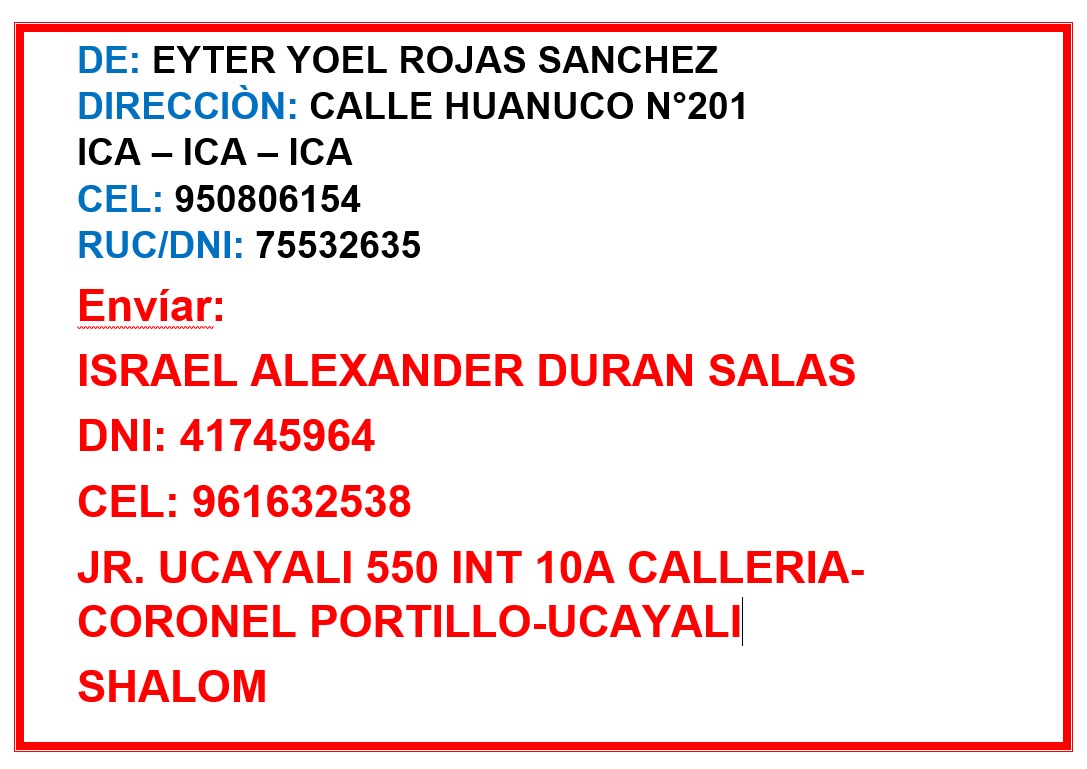 DE: EYTER YOEL ROJAS SANCHEZ
DIRECCIÒN: CALLE HUANUCO N°201
ICA – ICA – ICA
CEL: 950806154
RUC/DNI: 75532635
Envíar:
ISRAEL ALEXANDER DURAN SALAS
DNI: 41745964
CEL: 961632538
JR. UCAYALI 550 INT 10A CALLERIA-
CORONEL PORTILLO-UCAYALI
SHALOM